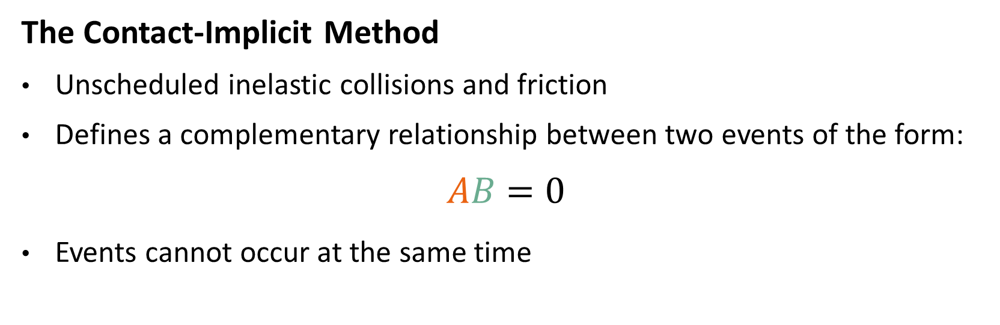 The Contact-Implicit Method
• Unscheduled inelastic collisions and friction
• Defines a complementary relationship between two events of the form:
AB = 0
• Events cannot occur at the same time